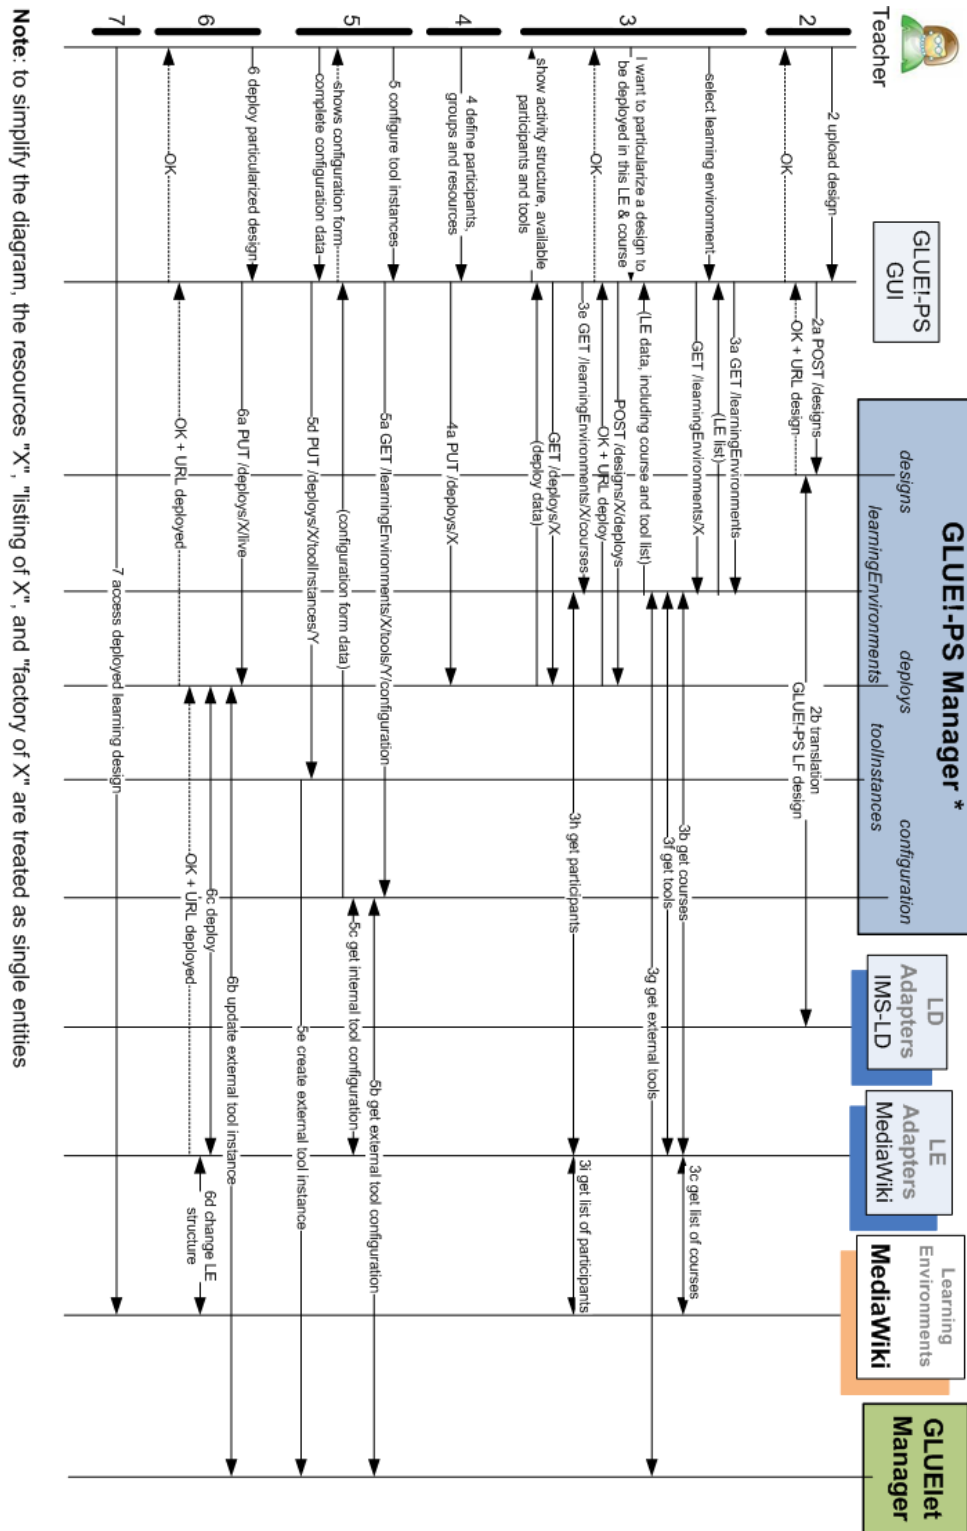 Teacher
GLUE!-PS
GUI
GLUE!-PS Manager *
designs
learningEnvironments
deploys
toolInstances
configuration
LD
Adapters
IMS-LD
LE
Adapters
MediaWiki
Learning
Environments
MediaWiki
GLUElet
Manager
2
2 upload design
2a POST /designs
2b translation
GLUE!-PS LF design
OK + URL design
OK
3
select learning environment
3a GET /learningEnvironments
3b get courses
3c get list of courses
(LE list)
GET /learningEnvironments/X
3f get tools
3g get external tools
(LE data, including course and tool list)
I want to particularize a design to
be deployed in this LE & course
POST /designs/X/deploys
OK + URL deploy
OK
3e GET /learningEnvironments/X/courses
3h get participants
3i get list of participants
GET /deploys/X
(deploy data)
show activity structure, available
participants and tools
4
4 define participants,
groups and resources
4a PUT /deploys/X
5
5 configure tool instances
5a GET /learningEnvironments/X/tools/Y/configuration
5b get external tool configuration
5c get internal tool configuration
(configuration form data)
shows configuration form
complete configuration data
5d PUT /deploys/X/toolInstances/Y
5e create external tool instance
6
6 deploy particularized design
6a PUT /deploys/X/live
6b update external tool instance
6c deploy
6d change LE
structure
OK + URL deployed
OK + URL deployed
OK
7
7 access deployed learning design
Note: to simplify the diagram, the resources "X", "listing of X", and "factory of X" are treated as single entities